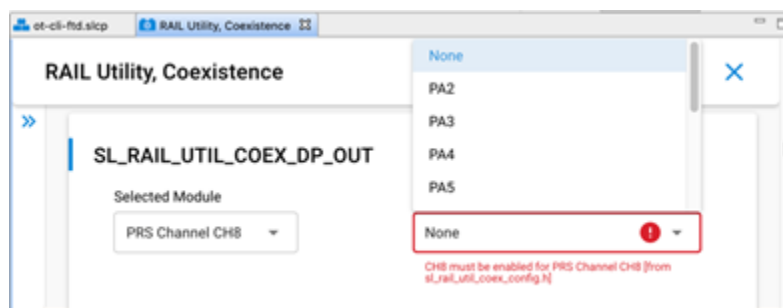 ot-cli-ftd.slcp
RAIL Utility, Coexistence
RAIL Utility, Coexistence
None
PA2
PA3
PA4
PA5
SL_RAIL_UTIL_COEX_DP_OUT
Selected Module
PRS Channel CH8
None
CH8 must be enabled for PRS Channel CH8 [from
sl_rail_util_coex_config.h]